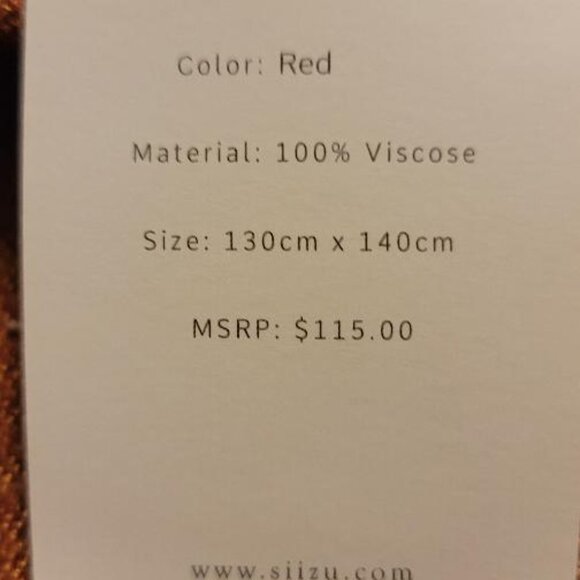 Color: Red
Material: 100% Viscose
Size: 130cm x 140cm
MSRP: $115.00
www.siizu.com